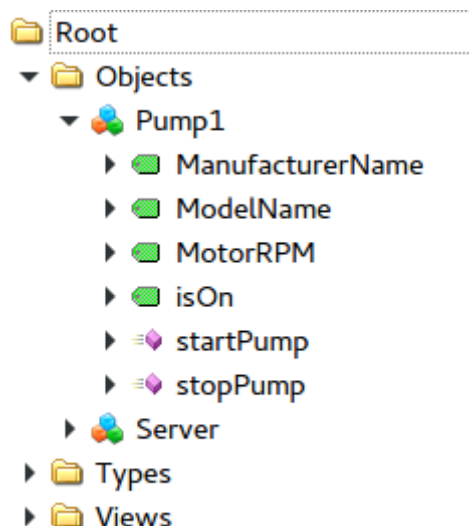 Root
Objects
Pump1
ManufacturerName
ModelName
MotorRPM
isOn
startPump
stopPump
Server
Types
Views